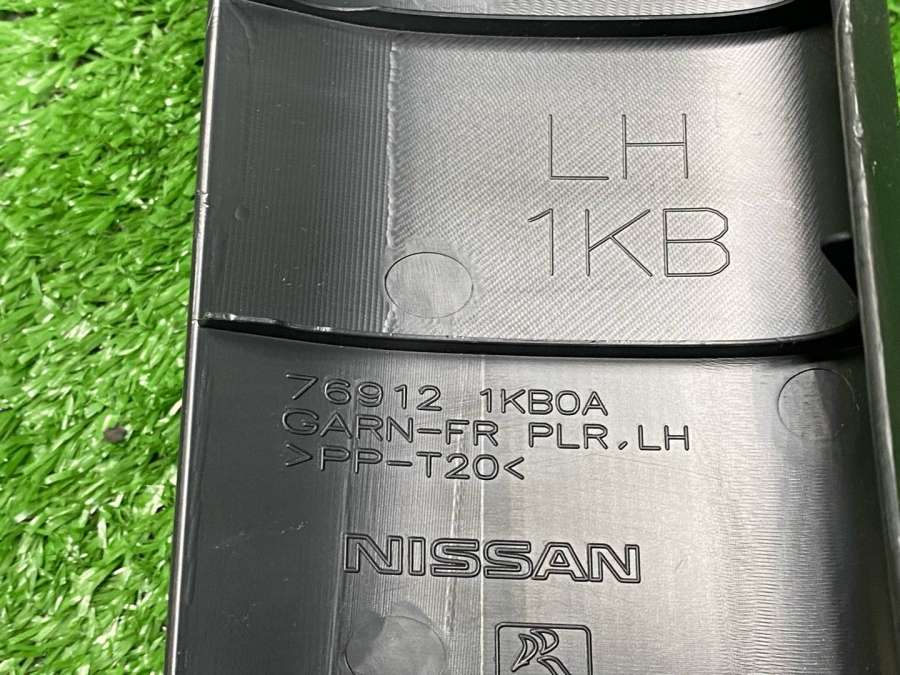 LH
1KB
76912 1KB0A
GARN-FR PLR, LH
>PP-T20<
NISSAN